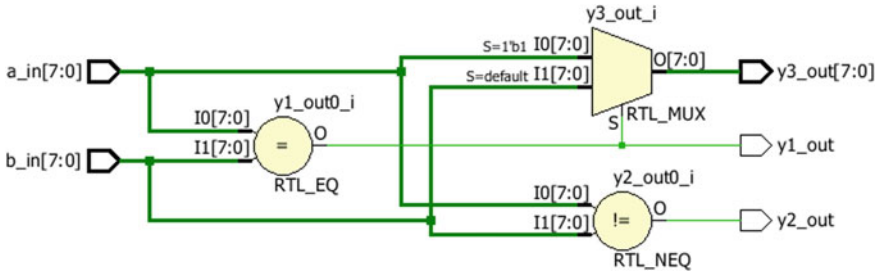 y3_out_i
S=1'b1 I0[7:0]
O[7:0]
a_in[7:0]
S=default I1[7:0]
y3_out[7:0]
y1_out0_i
I0[7:0]
S
RTL_MUX
O
I1[7:0]
=
y1_out
b_in[7:0]
RTL_EQ
y2_out0_i
I0[7:0]
O
I1[7:0]
!=
y2_out
RTL_NEQ